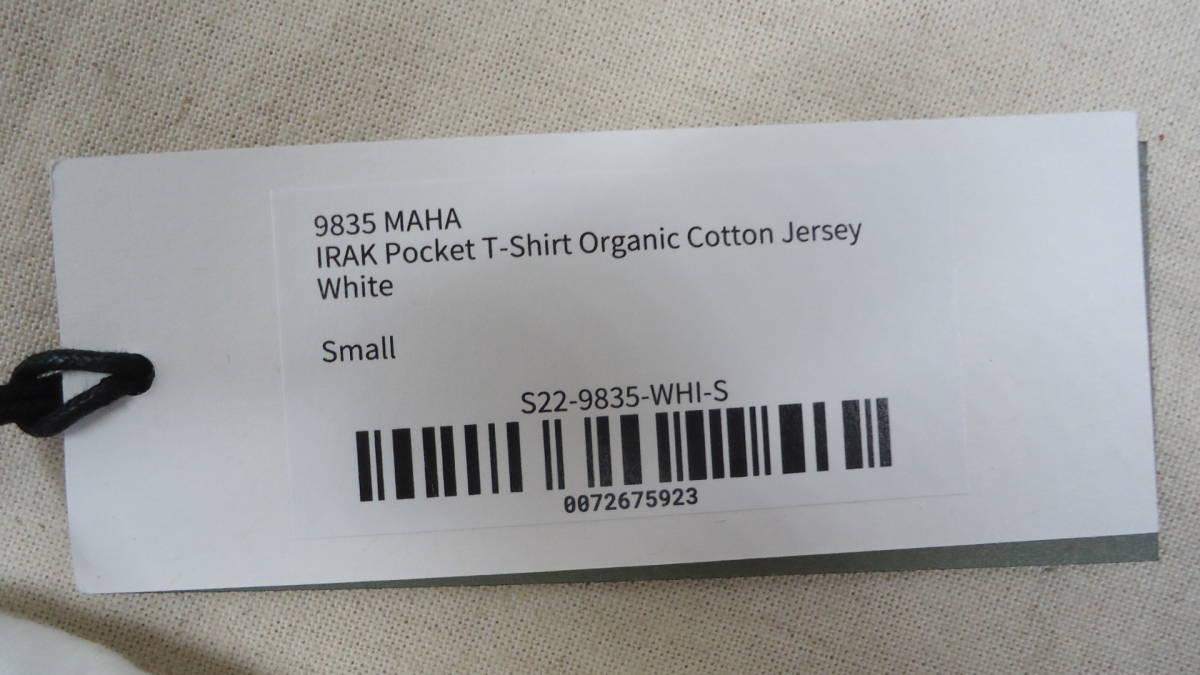 9835 MAHA
IRAK Pocket T-Shirt Organic Cotton Jersey
White
Small
S22-9835-WHI-S
0072675923